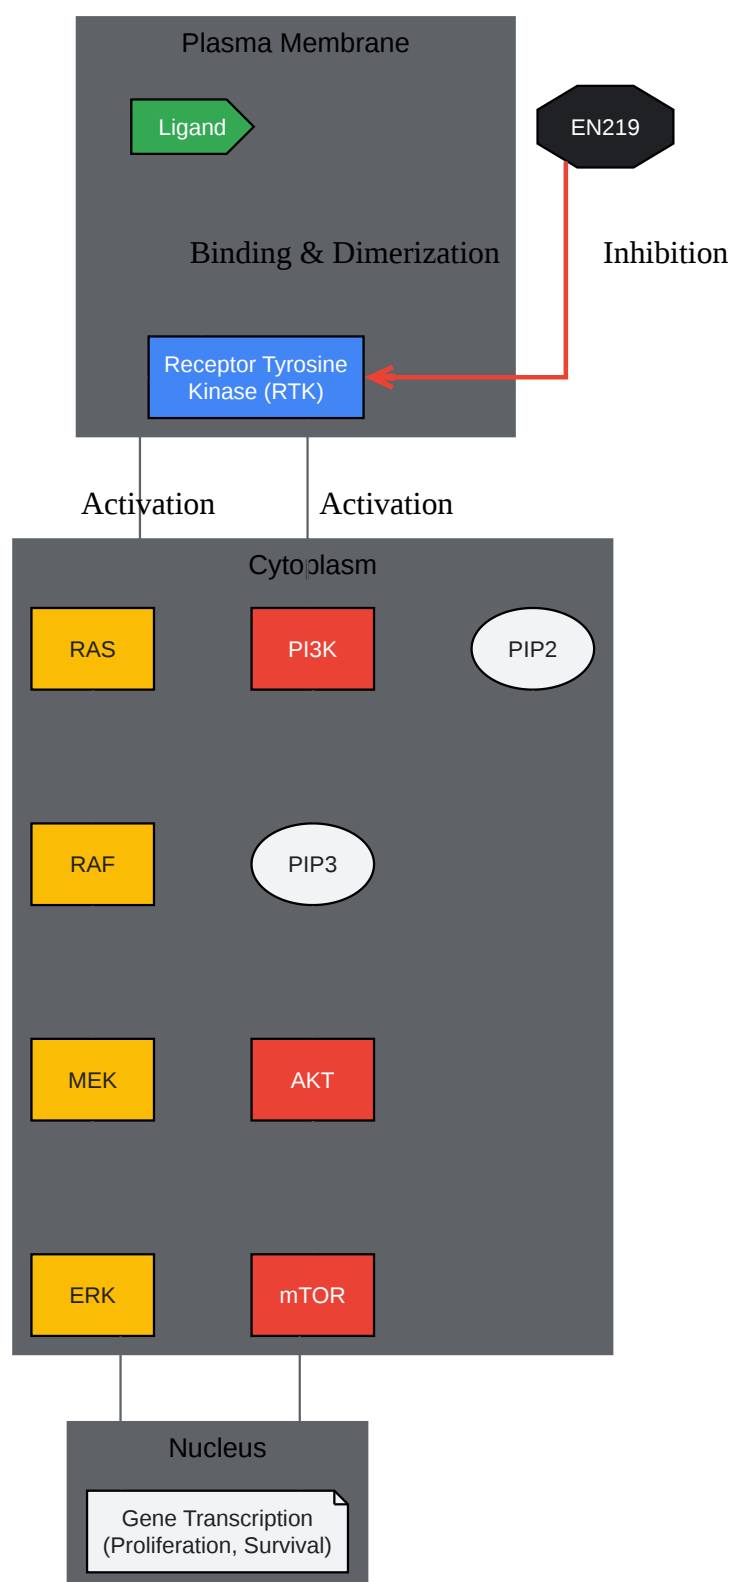 Plasma Membrane
Ligand
EN219
Binding & Dimerization
Inhibition
Receptor Tyrosine
Kinase (RTK)
Activation
Activation
Cytoplasm
RAS
PI3K
PIP2
RAF
PIP3
MEK
AKT
ERK
mTOR
Nucleus
Gene Transcription
(Proliferation, Survival)